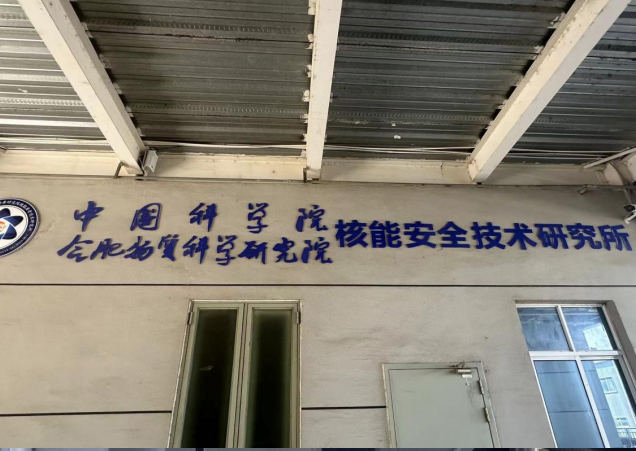 中国科学院
合肥物质科学研究院
核能安全技术研究所